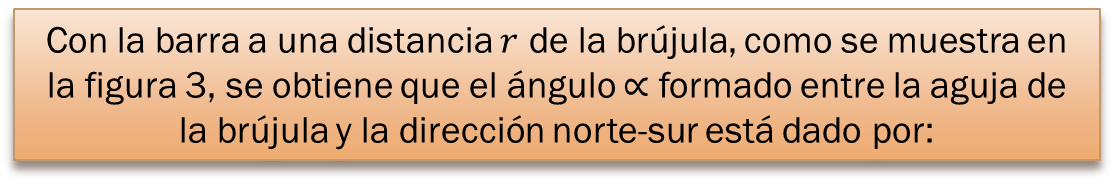 Con la barra a una distancia r de la brújula, como se muestra en
la figura 3, se obtiene que el ángulo ∝ formado entre la aguja de
la brújula y la dirección norte-sur está dado por: